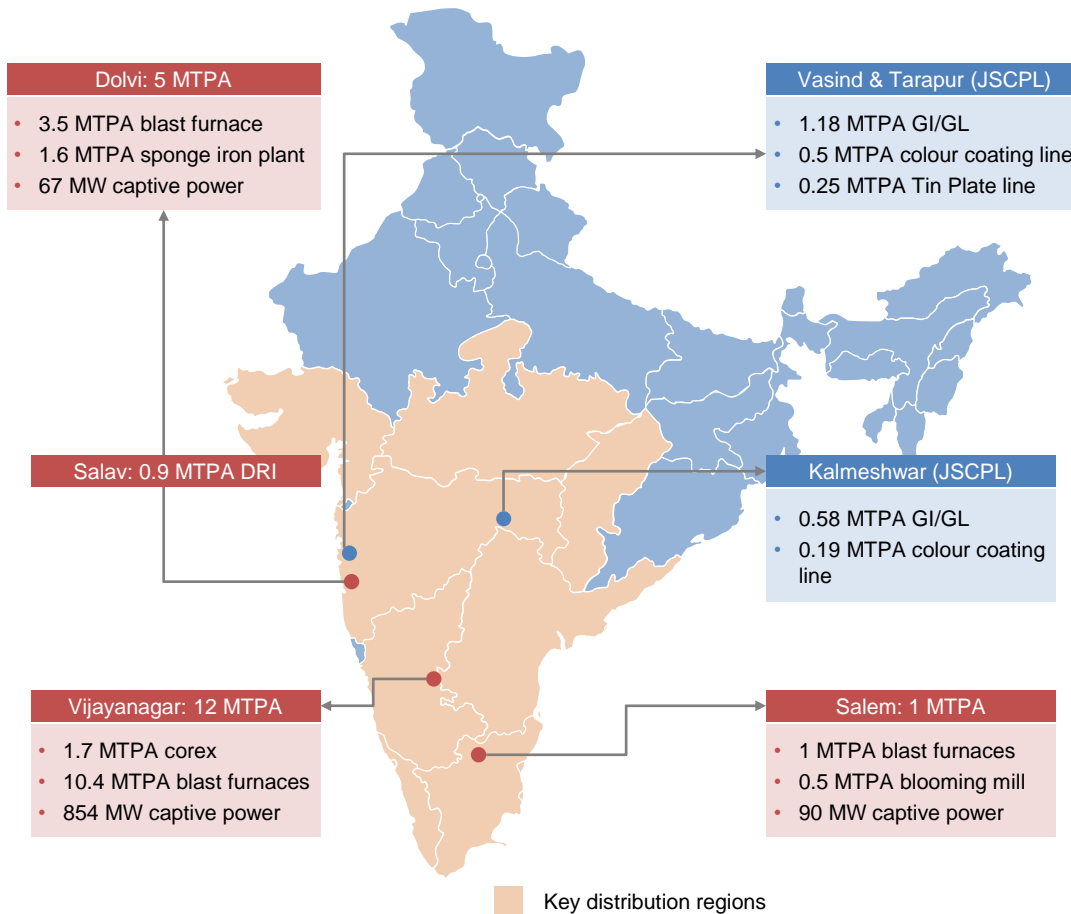 Dolvi: 5 MTPA
• 3.5 MTPA blast furnace
• 1.6 MTPA sponge iron plant
• 67 MW captive power
Vasind & Tarapur (JSCPL)
• 1.18 MTPA GI/GL
• 0.5 MTPA colour coating line
• 0.25 MTPA Tin Plate line
Salav: 0.9 MTPA DRI
Kalmeshwar (JSCPL)
• 0.58 MTPA GI/GL
• 0.19 MTPA colour coating
line
Vijayanagar: 12 MTPA
• 1.7 MTPA corex
• 10.4 MTPA blast furnaces
• 854 MW captive power
Salem: 1 MTPA
• 1 MTPA blast furnaces
• 0.5 MTPA blooming mill
• 90 MW captive power
Key distribution regions